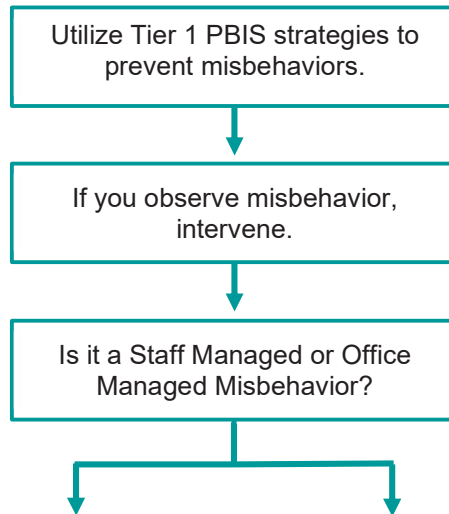 Utilize Tier 1 PBIS strategies to
prevent misbehaviors.
If you observe misbehavior,
intervene.
Is it a Staff Managed or Office
Managed Misbehavior?